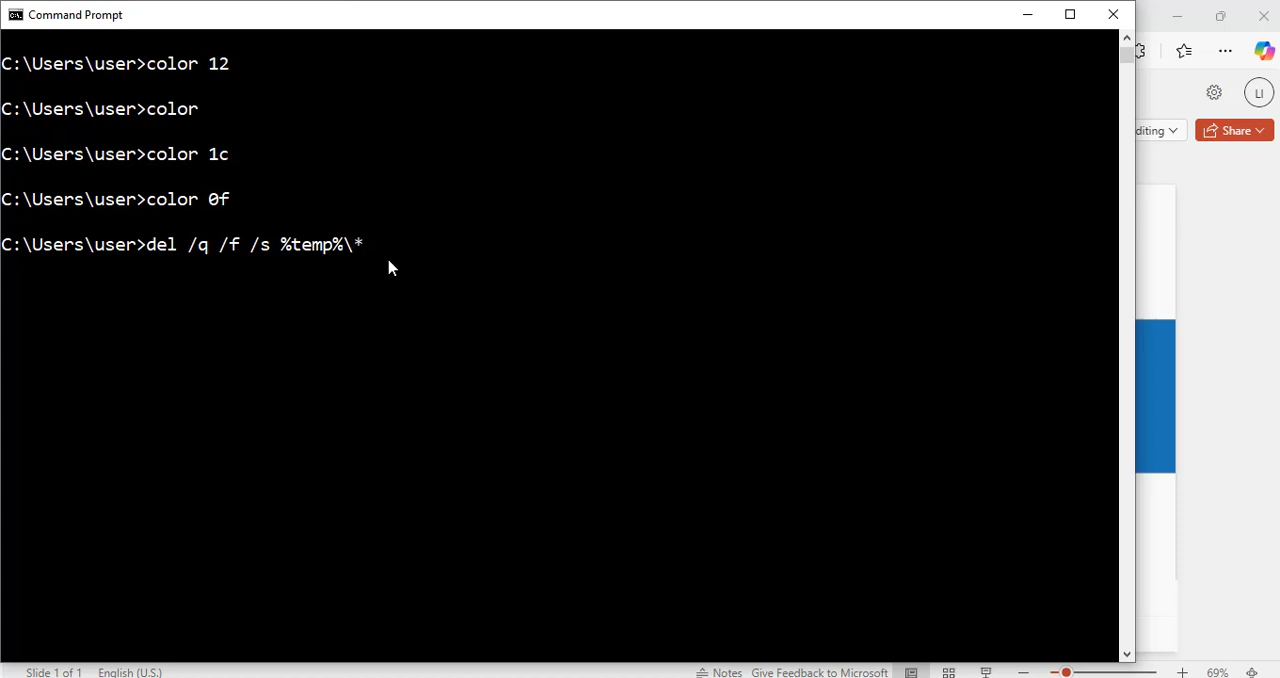 Command Prompt
C:\Users\user>color 12
C:\Users\user>color
C:\Users\user>color 1c
C:\Users\user>color 0f
C:\Users\user>del /q /f /s %temp%\*
LI
diting
Share
Slide 1 of 1 English (U.S.) Notes Give Feedback to Microsoft 69%